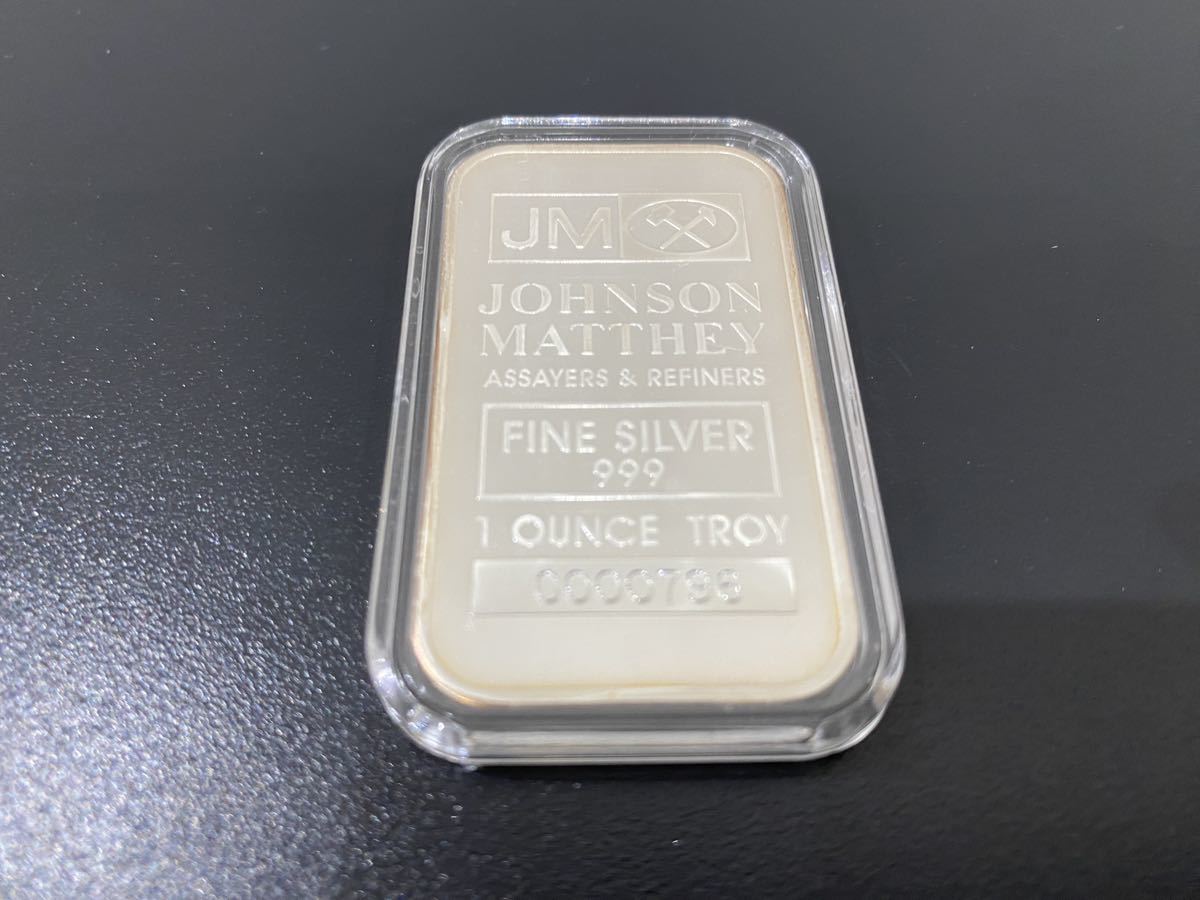 JM
JOHNSON
MATTHEY
ASSAYERS & REFINERS
FINE SILVER
999
1 OUNCE TROY